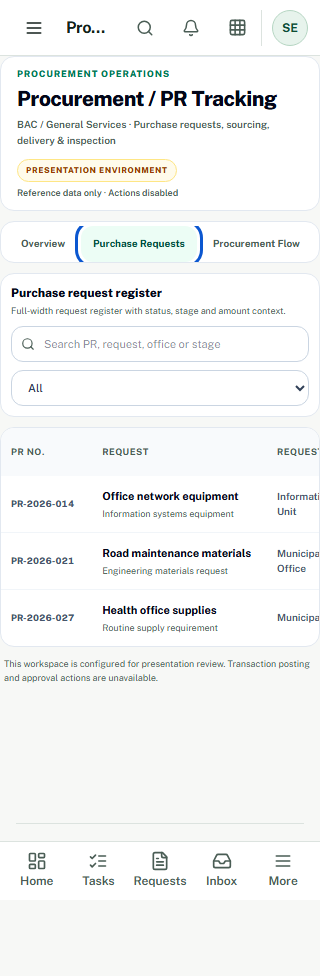 Pro...
SE
PROCUREMENT OPERATIONS
Procurement / PR Tracking
BAC / General Services · Purchase requests, sourcing,
delivery & inspection
PRESENTATION ENVIRONMENT
Reference data only · Actions disabled
Overview Purchase Requests Procurement Flow
Purchase request register
Full-width request register with status, stage and amount context.
Search PR, request, office or stage
All
PR NO. REQUEST REQUEST
PR-2026-014 Office network equipment Informati
Information systems equipment Unit
PR-2026-021 Road maintenance materials Municipa
Engineering materials request Office
PR-2026-027 Health office supplies Municipa
Routine supply requirement
This workspace is configured for presentation review. Transaction posting
and approval actions are unavailable.
Home Tasks Requests Inbox More